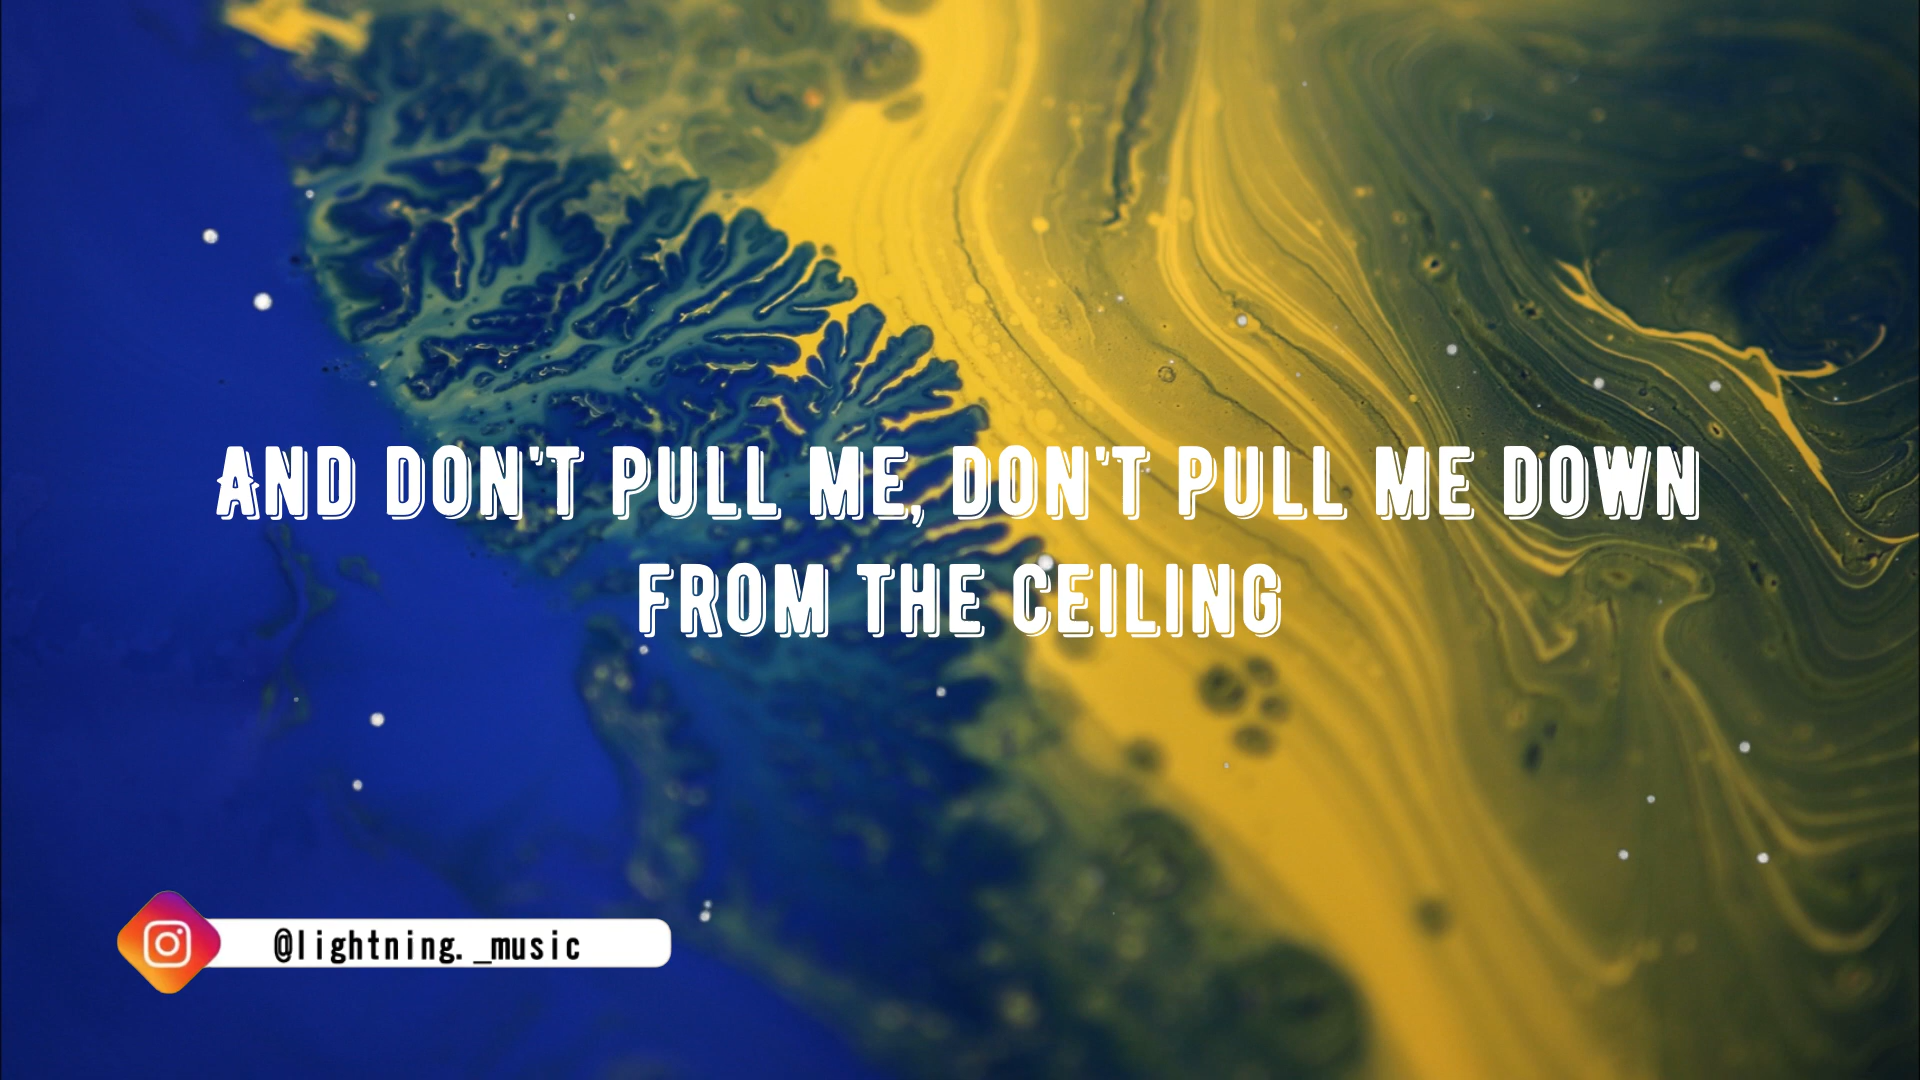 AND DON'T PULL ME, DON'T PULL ME DOWN
FROM THE CEILING
@lightning._music